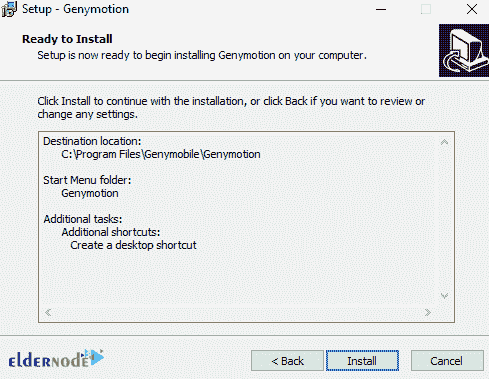 Setup - Genymotion
Ready to Install
Setup is now ready to begin installing Genymotion on your computer.
Click Install to continue with the installation, or click Back if you want to review or
change any settings.
Destination location:
C:\Program Files\Genymobile\Genymotion
Start Menu folder:
Genymotion
Additional tasks:
Additional shortcuts:
Create a desktop shortcut
eldernode
< Back
Install
Cancel